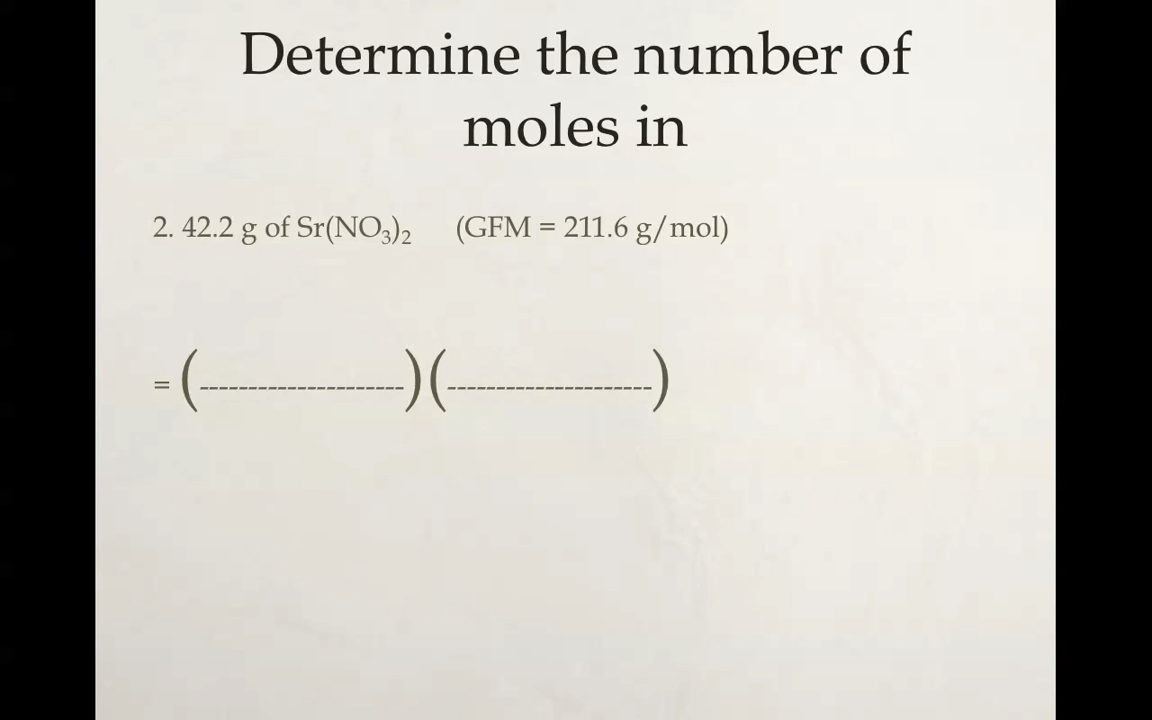 Determine the number of
moles in
2. 42.2 g of Sr(NO₃)₂ (GFM = 211.6 g/mol)
= (---------------------)(---------------------)